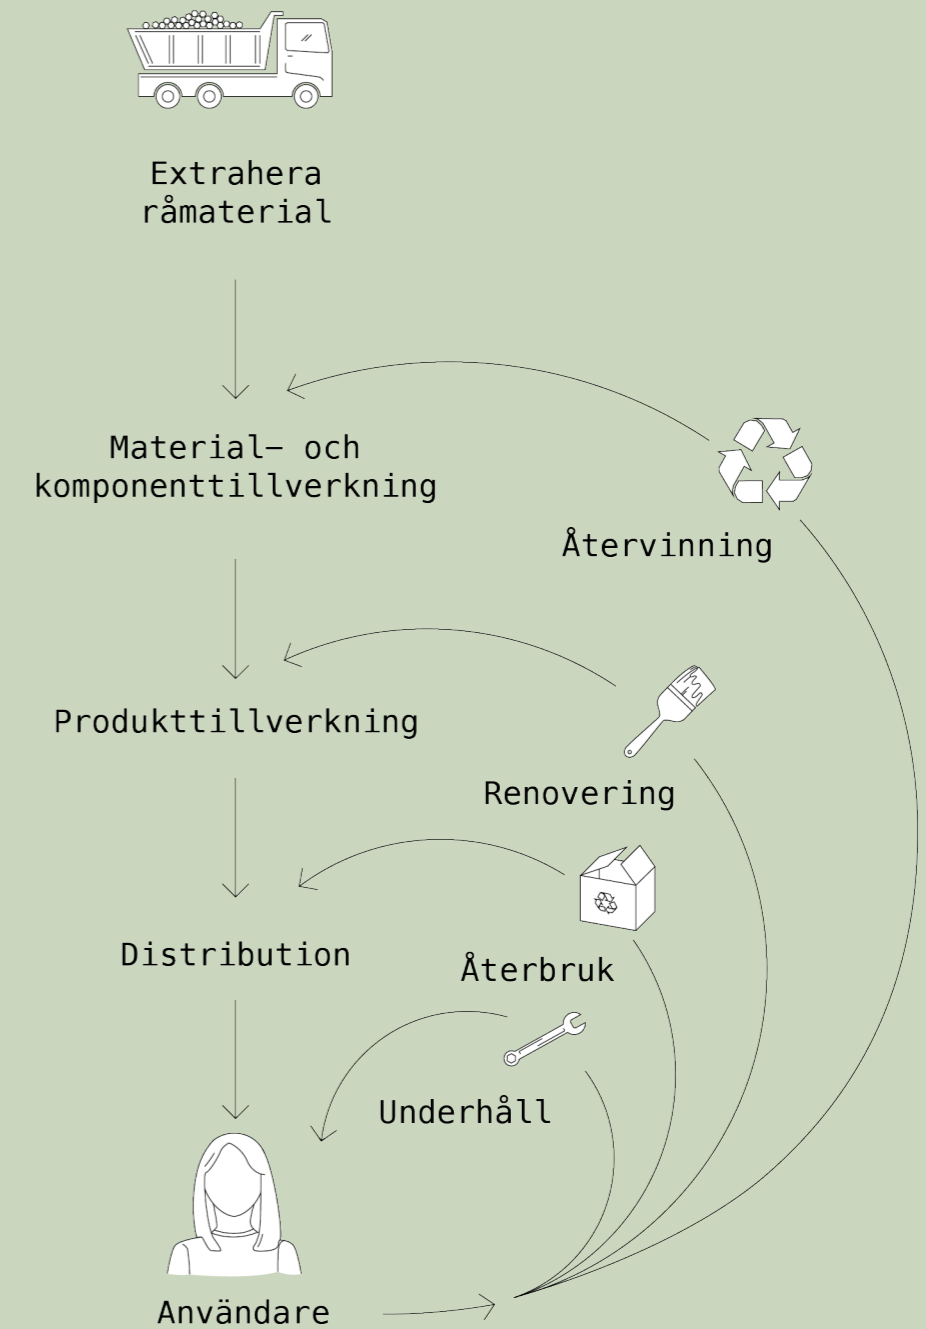 Extrahera
råmaterial
Material– och
komponenttillverkning
Återvinning
Produkttillverkning
Renovering
Distribution
Återbruk
Underhåll
Användare